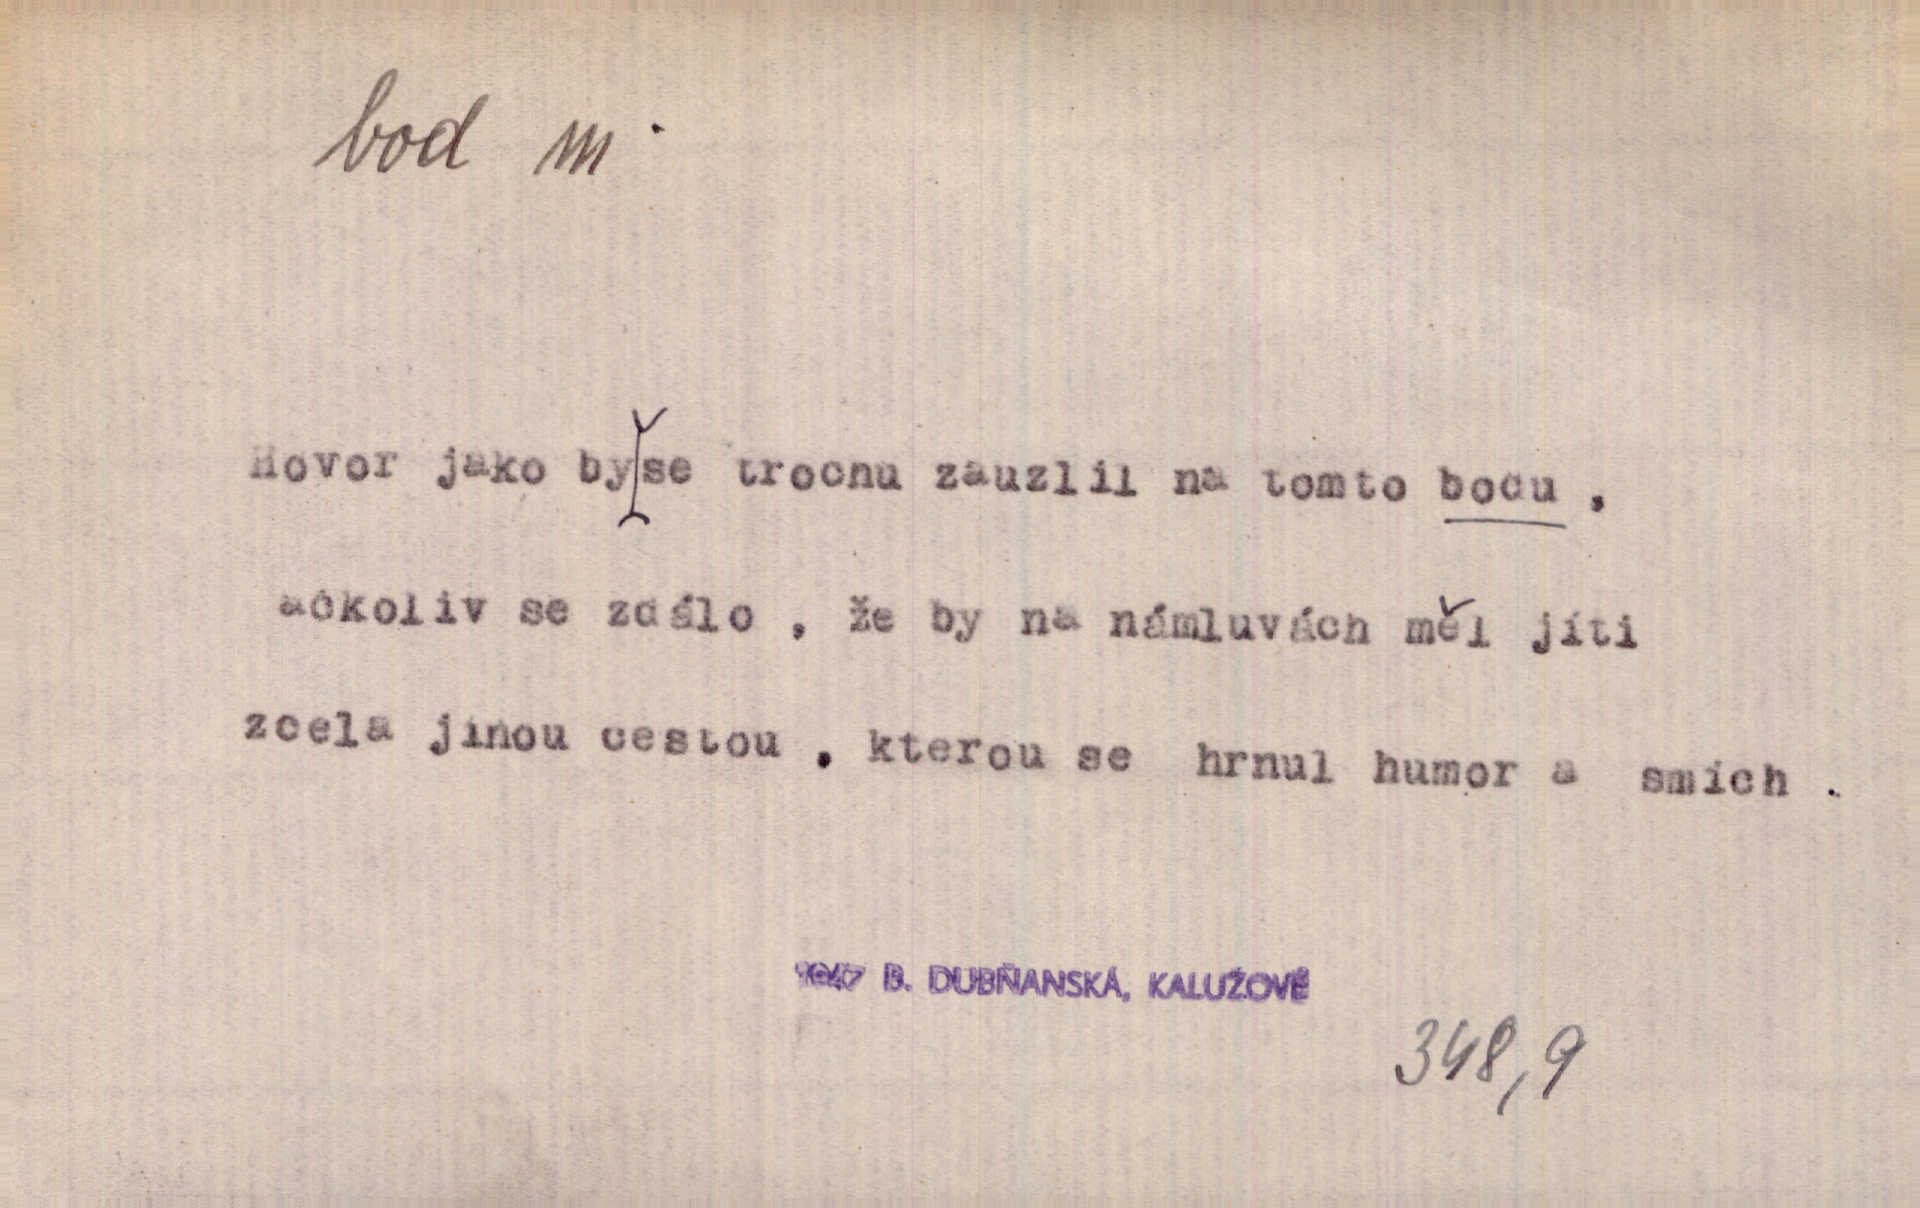 bod m.
Hovor jako by se trochu zauzlil na tomto bodu ,
ačkoliv se zdálo , že by na námluvách měl jíti
zcela jinou cestou , kterou se hrnul humor a smích .
1947 B. DUBŇANSKÁ, KALUŽOVÉ
348,9